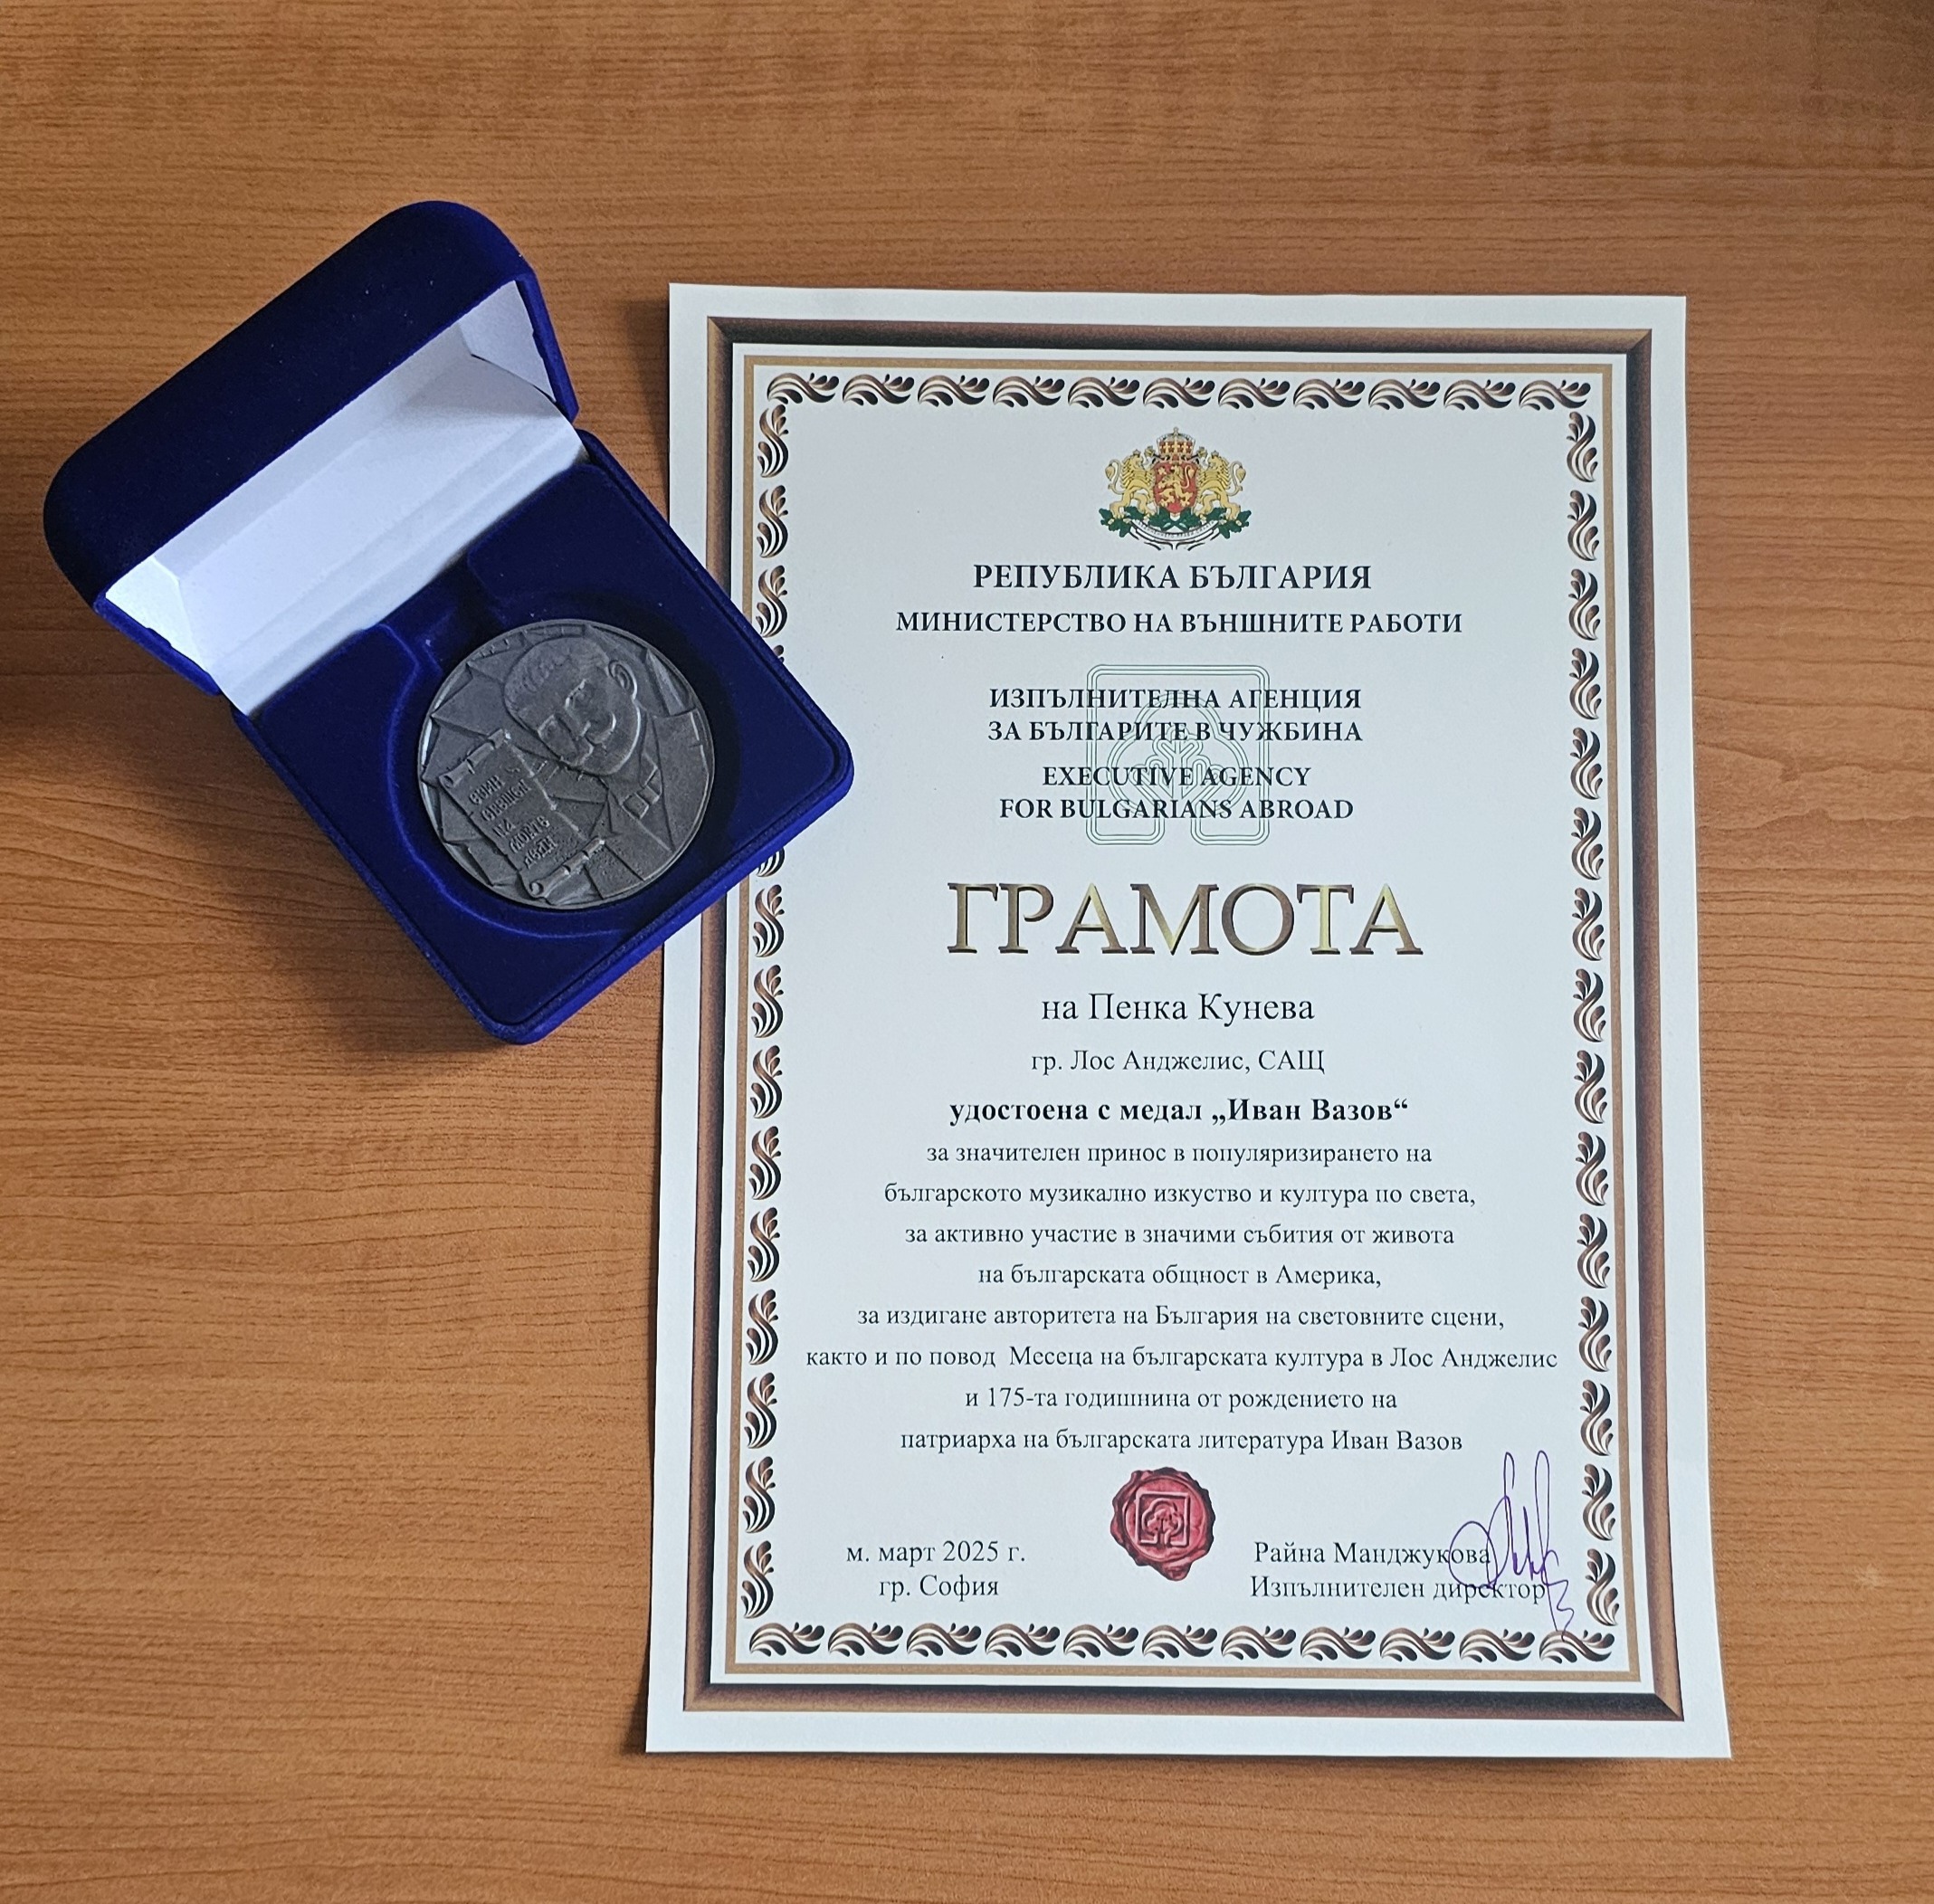 РЕПУБЛИКА БЪЛГАРИЯ
МИНИСТЕРСТВО НА ВЪНШНИТЕ РАБОТИ
ИЗПЪЛНИТЕЛНА АГЕНЦИЯ
ЗА БЪЛГАРИТЕ В ЧУЖБИНА
EXECUTIVE AGENCY
FOR BULGARIANS ABROAD
ГРАМОТА
на Пенка Кунева
гр. Лос Анджелис, САЩ
удостоена с медал „Иван Вазов“
за значителен принос в популяризирането на
българското музикално изкуство и култура по света,
за активно участие в значими събития от живота
на българската общност в Америка,
за издигане авторитета на България на световните сцени,
както и по повод Месеца на българската култура в Лос Анджелис
и 175-та годишнина от рождението на
патриарха на българската литература Иван Вазов
м. март 2025 г.
гр. София
Райна Манджукова
Изпълнителен директор